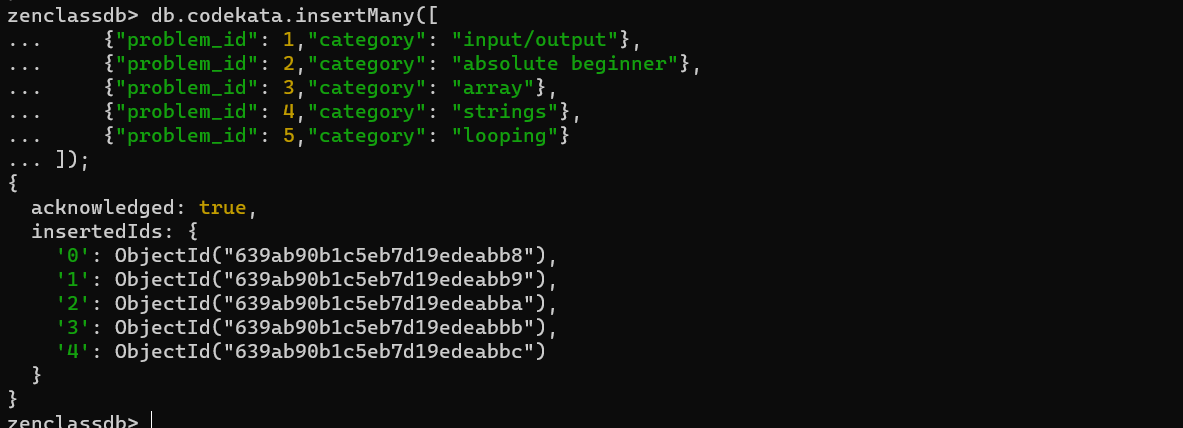 zenclassdb> db.codekata.insertMany([
...     {"problem_id": 1,"category": "input/output"},
...     {"problem_id": 2,"category": "absolute beginner"},
...     {"problem_id": 3,"category": "array"},
...     {"problem_id": 4,"category": "strings"},
...     {"problem_id": 5,"category": "looping"}
... ]);
{
  acknowledged: true,
  insertedIds: {
    '0': ObjectId("639ab90b1c5eb7d19edeabb8"),
    '1': ObjectId("639ab90b1c5eb7d19edeabb9"),
    '2': ObjectId("639ab90b1c5eb7d19edeabba"),
    '3': ObjectId("639ab90b1c5eb7d19edeabbb"),
    '4': ObjectId("639ab90b1c5eb7d19edeabbc")
  }
}
zenclassdb>